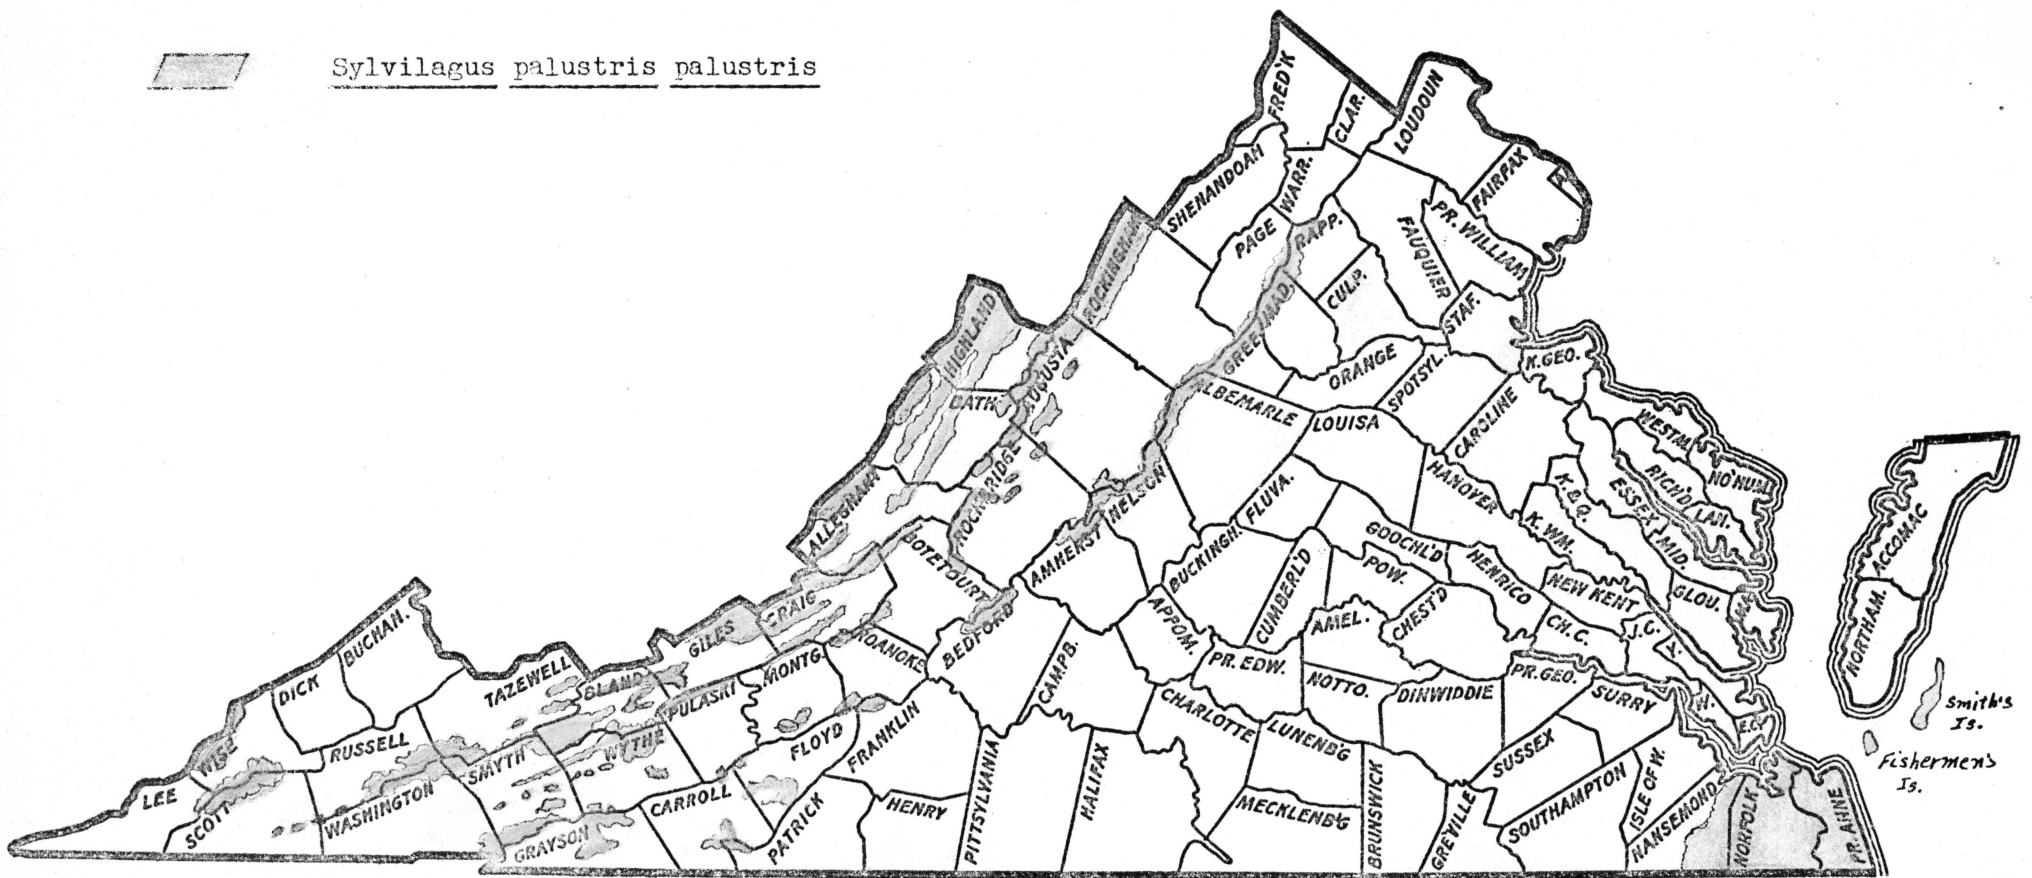 Sylvilagus palustris palustris
FRED'K
CLAR.
LOUDOUN
SHENANDOAH
WARR.
FAIRFAX
A
PAGE
RAPP.
FAUQUIER
PR. WILLIAM
ROCKINGHAM
MAD.
CULP.
STAF.
HIGHLAND
AUGUSTA
GREE.
ORANGE
SPOTSYL.
K.GEO.
BATH
ALBEMARLE
LOUISA
CAROLINE
WESTM.
NO'NUM.
RICH'D
LAN.
ESSEX
MID.
K.&Q.
K.WM.
HANOVER
ALLEGHANY
ROCKBRIDGE
NELSON
FLUVA.
GOOCHL'D
ACCOMAC
NORTHAM.
BOTETOURT
AMHERST
BUCKINGH.
CUMBERL'D
POW.
HENRICO
NEW KENT
GLOU.
MA.
CRAIG
GILES
ROANOKE
BEDFORD
APPOM.
AMEL.
CHEST'D
CH.C.
J.C.
Y.
BUCHAN.
DICK
TAZEWELL
BLAND
PULASKI
MONTG.
CAMPB.
PR. EDW.
NOTTO.
DINWIDDIE
PR.GEO.
SURRY
W.
E.C.
Smith's
Is.
Fishermen's
Is.
WISE
RUSSELL
SMYTH
WYTHE
FLOYD
FRANKLIN
CHARLOTTE
LUNENB'G
SUSSEX
LEE
SCOTT
WASHINGTON
GRAYSON
CARROLL
PATRICK
HENRY
PITTSYLVANIA
HALIFAX
MECKLENB'G
BRUNSWICK
GREVILLE
SOUTHAMPTON
ISLE OF W.
NANSEMOND
NORFOLK
PR. ANNE